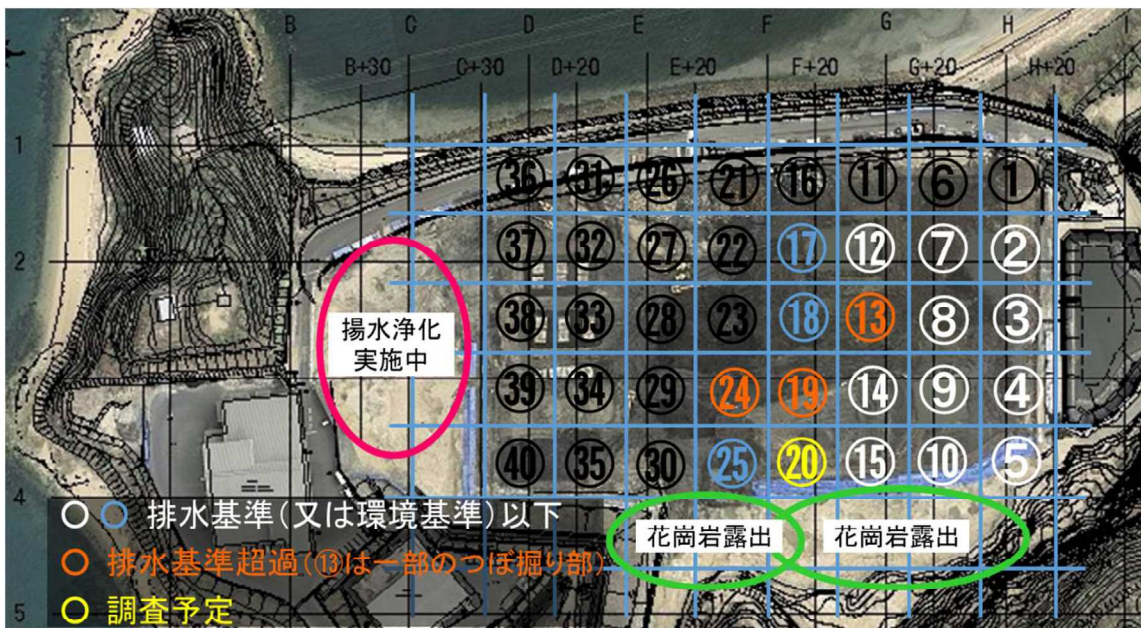 B C D E F G H I
B+30 C+30 D+20 E+20 F+20 G+20 H+20
1
㊱ ㉛ ㉖ ㉑ ⑯ ⑪ ⑥ ①
2
㊲ ㉜ ㉗ ㉒ ⑰ ⑫ ⑦ ②
揚水浄化
実施中
㊳ ㉝ ㉘ ㉓ ⑱ ⑬ ⑧ ③
3
㊴ ㉞ ㉙ ㉔ ⑲ ⑭ ⑨ ④
㊵ ㉟ ㉚ ㉕ ⑳ ⑮ ⑩ ⑤
4
花崗岩露出 花崗岩露出
○ ○ 排水基準(又は環境基準)以下
○ 排水基準超過(⑬は一部のつぼ掘り部)
○ 調査予定
5